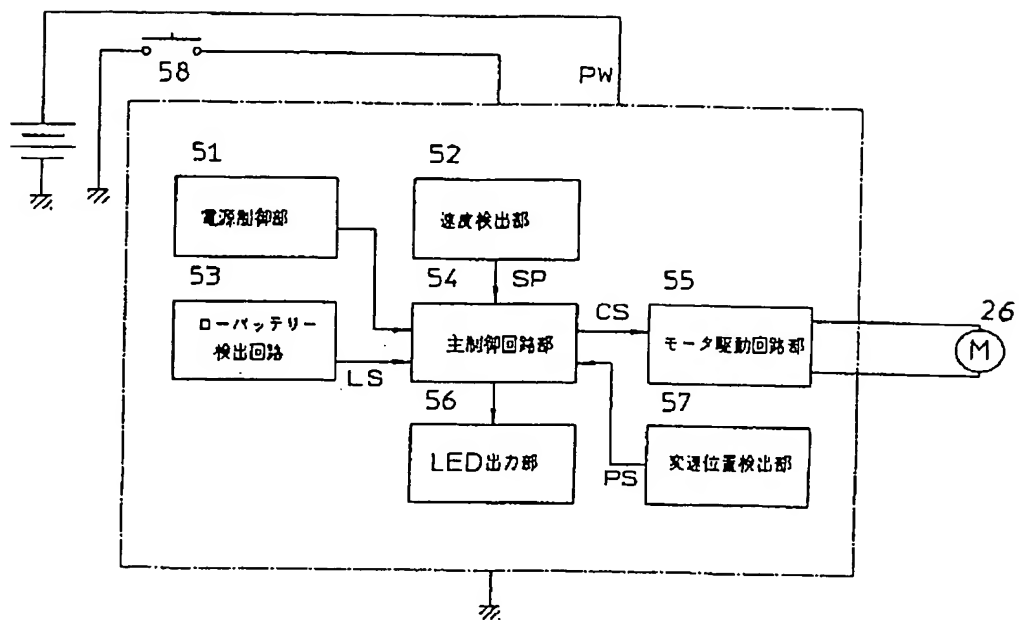 58
PW
51
電源制御部
52
速度検出部
53
ローバッテリー
検出回路
54
SP
主制御回路部
CS
55
モータ駆動回路部
26
M
LS
56
LED出力部
PS
57
変速位置検出部